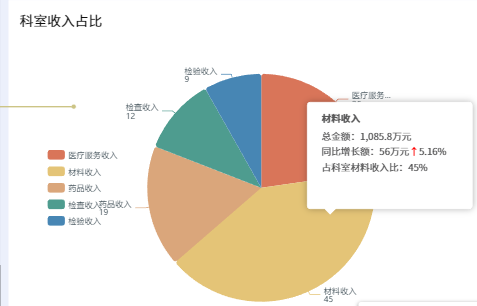 科室收入占比
检验收入
9
医疗服务...
检查收入
12
材料收入
总金额：1,085.8万元
同比增长额：56万元↑5.16%
占科室材料收入比：45%
医疗服务收入
材料收入
药品收入
检查收入
检验收入
药品收入
19
材料收入
45